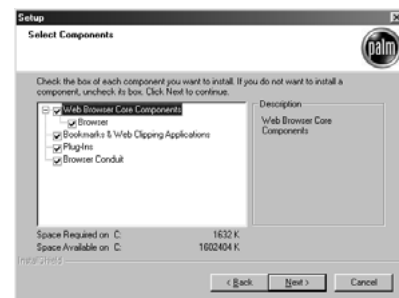 Setup
Select Components
palm
Check the box of each component you want to install. If you do not want to install a
component, uncheck its box. Click Next to continue.
Web Browser Core Components
Browser
Bookmarks & Web Clipping Applications
Plug-Ins
Browser Conduit
Description
Web Browser Core
Components
Space Required on C: 1632 K
Space Available on C: 1602404 K
InstallShield
< Back
Next >
Cancel